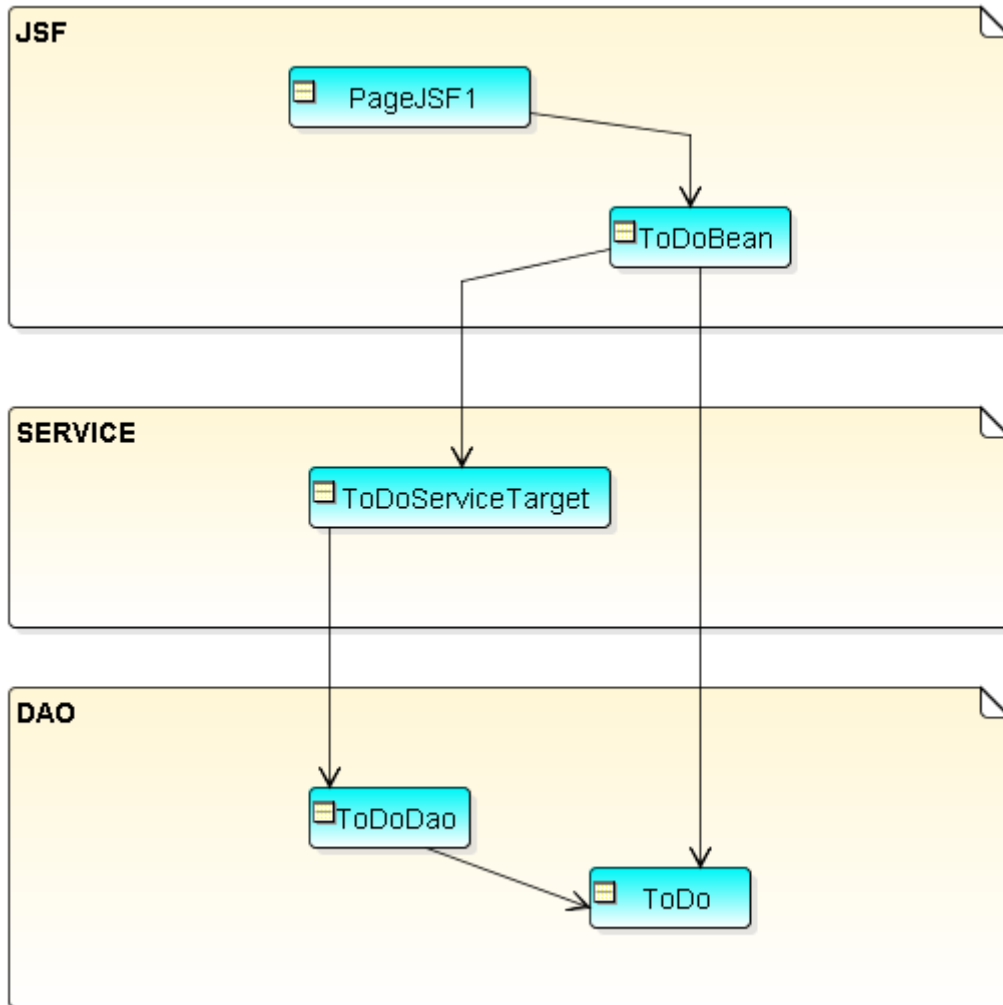 JSF
PageJSF1
ToDoBean
SERVICE
ToDoServiceTarget
DAO
ToDoDao
ToDo